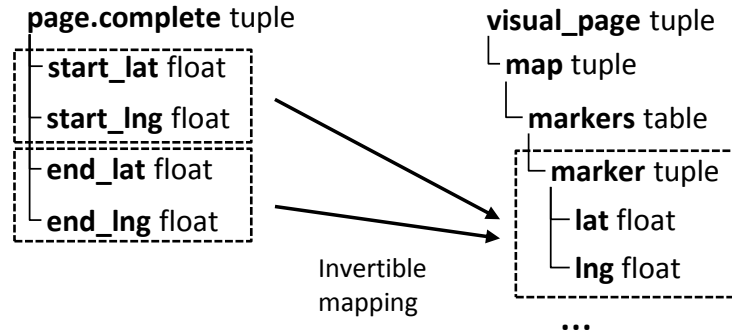 page.complete tuple
start_lat float
start_lng float
end_lat float
end_lng float
Invertible
mapping
visual_page tuple
map tuple
markers table
marker tuple
lat float
lng float
...